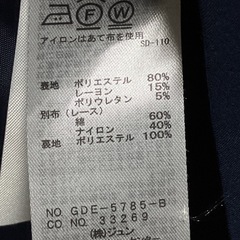 アイロンはあて布を使用
SD-110
表地 ポリエステル 80%
レーヨン 15%
ポリウレタン 5%
別布(レース)
綿 60%
ナイロン 40%
裏地 ポリエステル 100%
NO GDE-5785-B
CO NO 33269
(株)ジュン